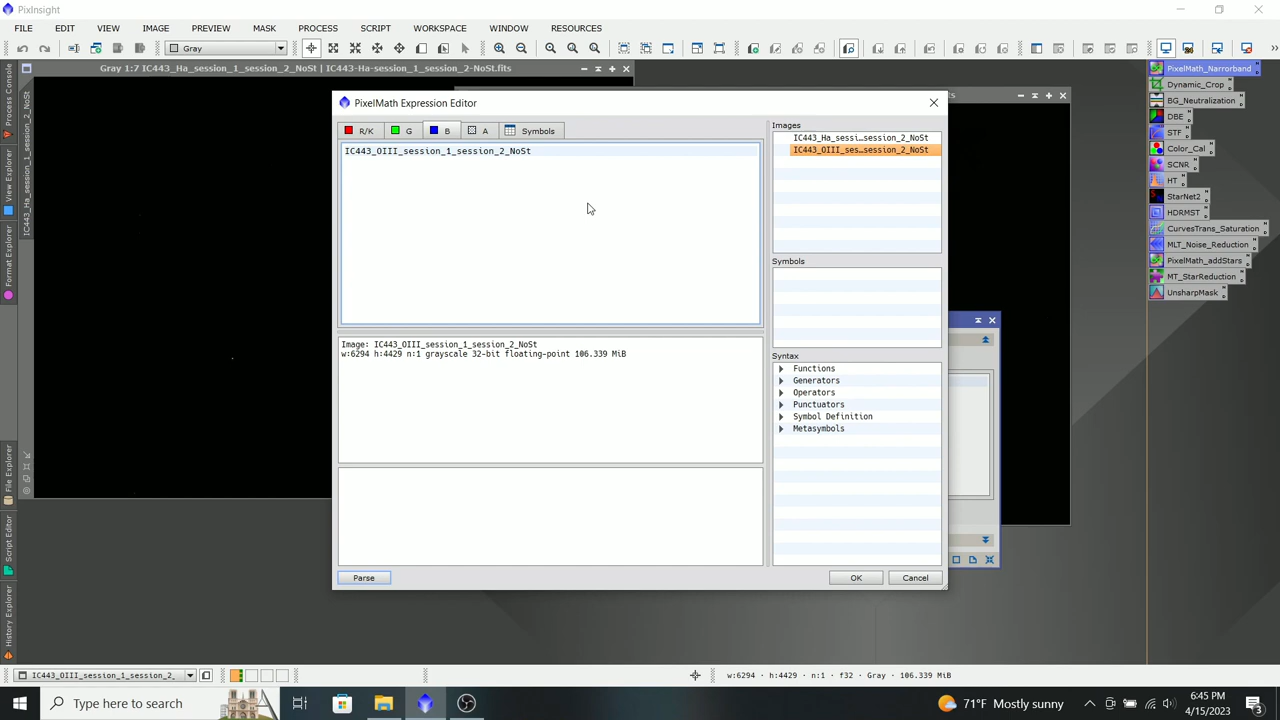 PixInsight
FILE EDIT VIEW IMAGE PREVIEW MASK PROCESS SCRIPT WORKSPACE WINDOW RESOURCES
Gray
Process Console
View Explorer
Format Explorer
File Explorer
Script Editor
History Explorer
Gray 1:7 IC443_Ha_session_1_session_2_NoSt | IC443-Ha-session_1_session_2-NoSt.fits
IC443_Ha_session_1_session_2_NoSt
PixelMath Expression Editor
R/K G B A Symbols
IC443_OIII_session_1_session_2_NoSt
Image: IC443_OIII_session_1_session_2_NoSt
w:6294 h:4429 n:1 grayscale 32-bit floating-point 106.339 MiB
Parse
Images
IC443_Ha_sessi…session_2_NoSt
IC443_OIII_ses…session_2_NoSt
Symbols
Syntax
Functions
Generators
Operators
Punctuators
Symbol Definition
Metasymbols
OK Cancel
PixelMath_Narrorband
Dynamic_Crop
BG_Neutralization
DBE
STF
Color_Cal
SCNR
HT
StarNet2
HDRMST
CurvesTrans_Saturation
MLT_Noise_Reduction
PixelMath_addStars
MT_StarReduction
UnsharpMask
IC443_OIII_session_1_session_2_
w:6294 · h:4429 · n:1 · f32 · Gray · 106.339 MiB
Type here to search
71°F Mostly sunny
6:45 PM
4/15/2023
3